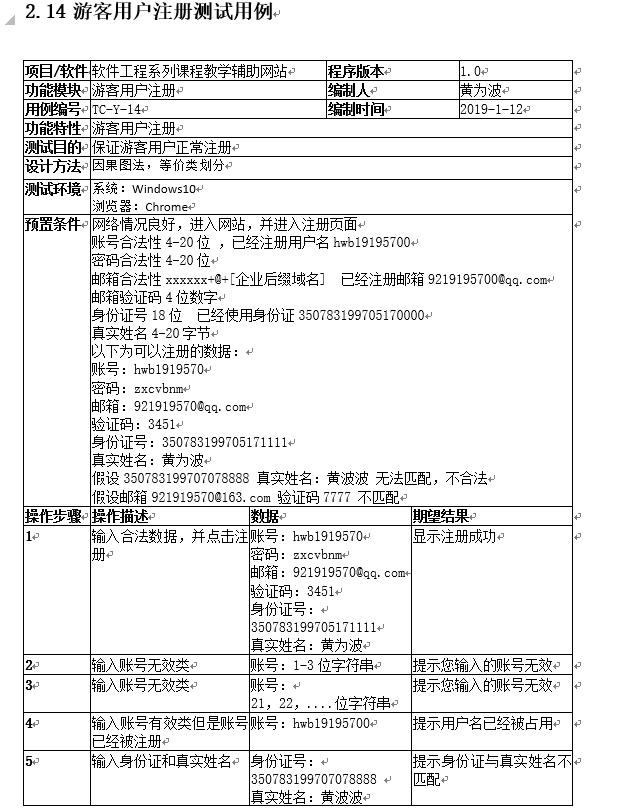 2.14 游客用户注册测试用例
项目/软件 软件工程系列课程教学辅助网站 程序版本 1.0
功能模块 游客用户注册 编制人 黄为波
用例编号 TC-Y-14 编制时间 2019-1-12
功能特性 游客用户注册
测试目的 保证游客用户正常注册
设计方法 因果图法，等价类划分
测试环境 系统：Windows10
浏览器：Chrome
预置条件 网络情况良好，进入网站，并进入注册页面
账号合法性 4-20 位 ，已经注册用户名 hwb19195700
密码合法性 4-20 位
邮箱合法性 xxxxxx+@+[企业后缀域名] 已经注册邮箱 9219195700@qq.com
邮箱验证码 4 位数字
身份证号 18 位 已经使用身份证 350783199705170000
真实姓名 4-20 字节
以下为可以注册的数据：
账号：hwb1919570
密码：zxcvbnm
邮箱：921919570@qq.com
验证码：3451
身份证号：350783199705171111
真实姓名：黄为波
假设 350783199707078888 真实姓名：黄波波 无法匹配，不合法
假设邮箱 921919570@163.com 验证码 7777 不匹配
操作步骤 操作描述 数据 期望结果
1 输入合法数据，并点击注 账号：hwb1919570 显示注册成功
册 密码：zxcvbnm
邮箱：921919570@qq.com
验证码：3451
身份证号：
350783199705171111
真实姓名：黄为波
2 输入账号无效类 账号：1-3 位字符串 提示您输入的账号无效
3 输入账号无效类 账号： 提示您输入的账号无效
21，22，....位字符串
4 输入账号有效类但是账号 账号：hwb19195700 提示用户名已经被占用
已经被注册
5 输入身份证和真实姓名 身份证号： 提示身份证与真实姓名不
350783199707078888 匹配
真实姓名：黄波波